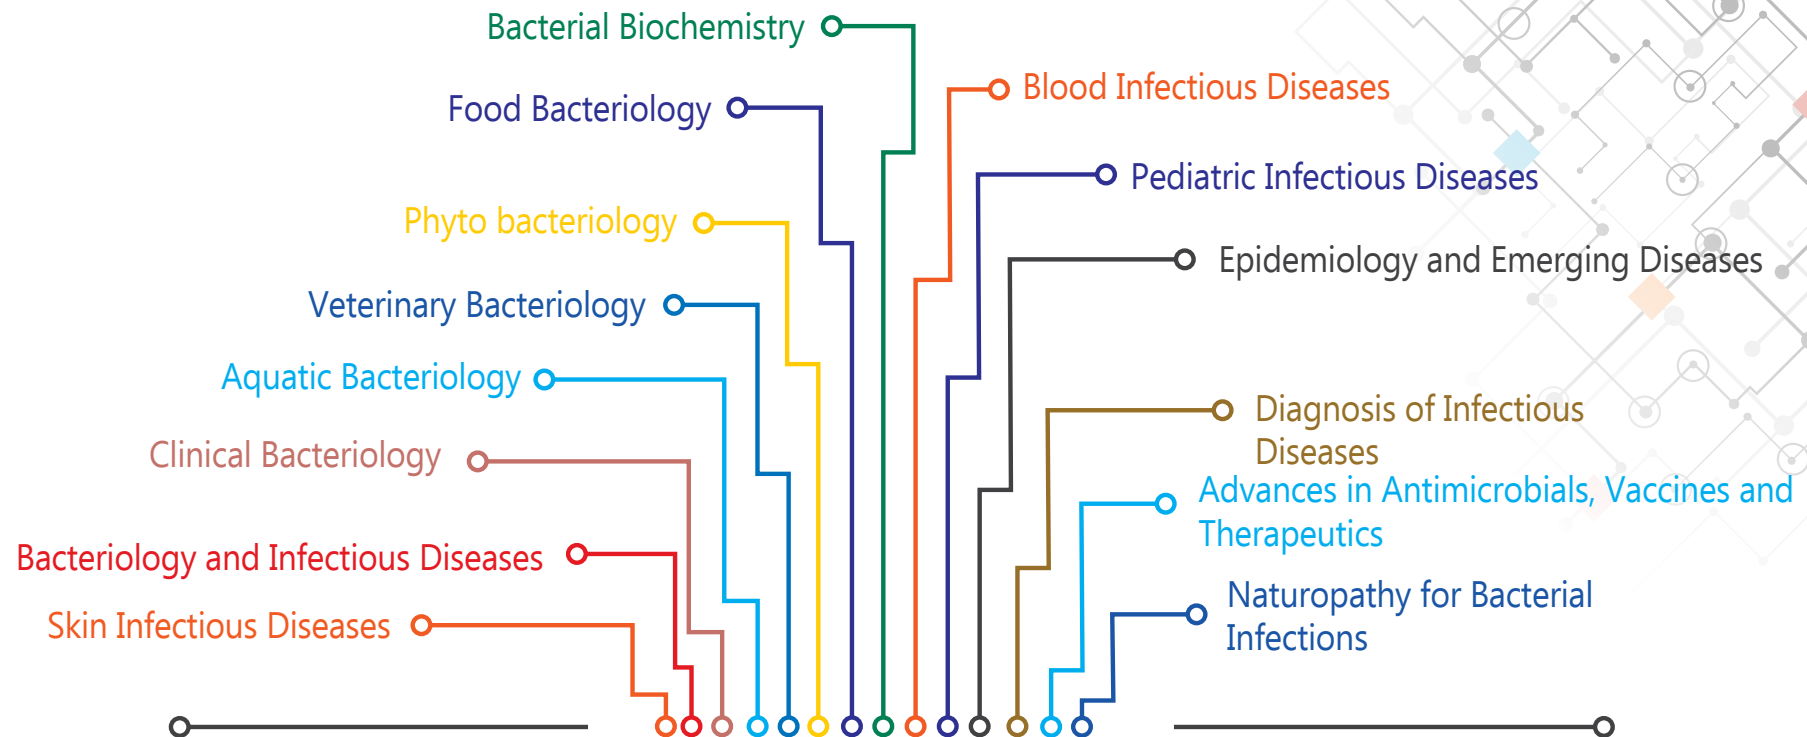 Bacterial Biochemistry
Food Bacteriology
Phyto bacteriology
Veterinary Bacteriology
Aquatic Bacteriology
Clinical Bacteriology
Bacteriology and Infectious Diseases
Skin Infectious Diseases
Blood Infectious Diseases
Pediatric Infectious Diseases
Epidemiology and Emerging Diseases
Diagnosis of Infectious
Diseases
Advances in Antimicrobials, Vaccines and
Therapeutics
Naturopathy for Bacterial
Infections